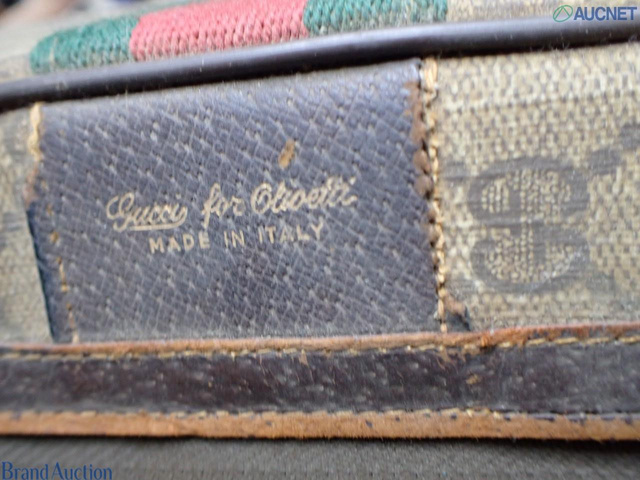 AUCNET
Gucci for Olivetti
MADE IN ITALY
Brand Auction